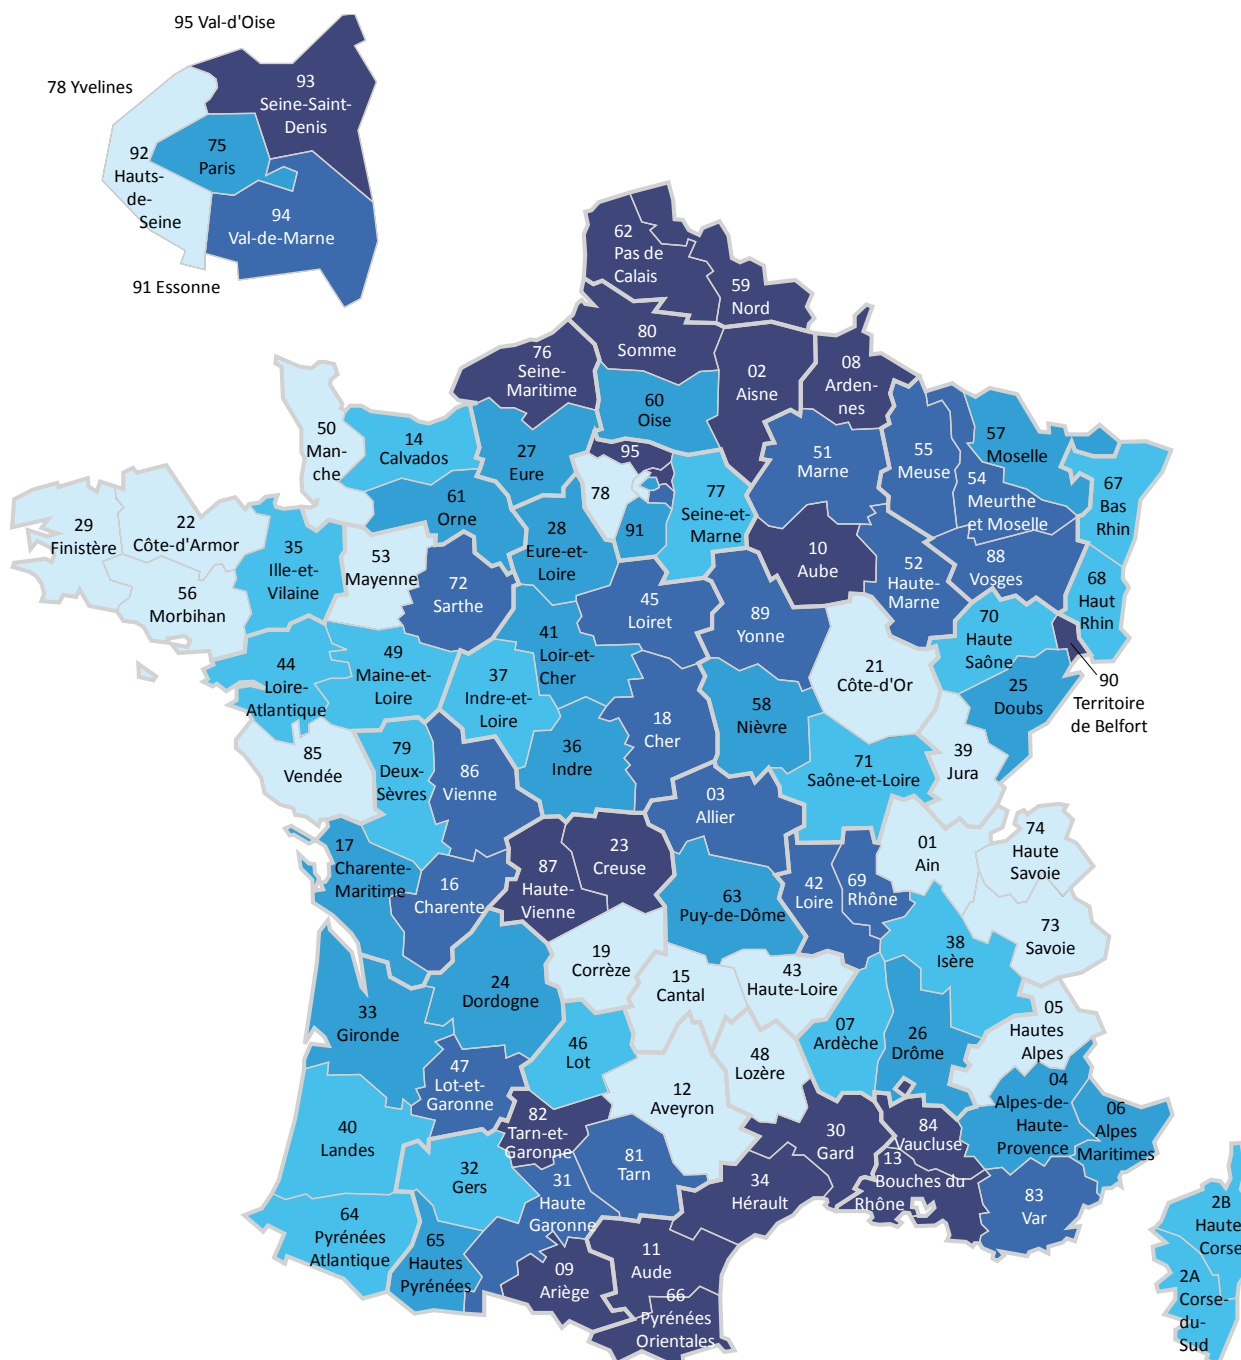 95 Val-d'Oise
78 Yvelines
93
Seine-Saint-
Denis
75
Paris
92
Hauts-
de-
Seine
94
Val-de-Marne
91 Essonne
62
Pas de
Calais
59
Nord
80
Somme
76
Seine-
Maritime
02
Aisne
08
Arden-
nes
60
Oise
50
Man-
che
14
Calvados
27
Eure
95
51
Marne
55
Meuse
57
Moselle
54
Meurthe
et Moselle
67
Bas
Rhin
78
77
Seine-et-
Marne
61
Orne
29
Finistère
22
Côte-d'Armor
35
Ille-et-
Vilaine
53
Mayenne
28
Eure-et-
Loire
91
10
Aube
52
Haute-
Marne
88
Vosges
68
Haut
Rhin
56
Morbihan
72
Sarthe
45
Loiret
89
Yonne
70
Haute
Saône
41
Loir-et-
Cher
44
Loire-
Atlantique
49
Maine-et-
Loire
37
Indre-et-
Loire
21
Côte-d'Or
25
Doubs
90
Territoire
de Belfort
58
Nièvre
18
Cher
85
Vendée
79
Deux-
Sèvres
86
Vienne
36
Indre
71
Saône-et-Loire
39
Jura
03
Allier
17
Charente-
Maritime
87
Haute-
Vienne
23
Creuse
01
Ain
74
Haute
Savoie
16
Charente
63
Puy-de-Dôme
42
Loire
69
Rhône
73
Savoie
19
Corrèze
38
Isère
24
Dordogne
15
Cantal
43
Haute-Loire
33
Gironde
05
Hautes
Alpes
07
Ardèche
26
Drôme
46
Lot
48
Lozère
47
Lot-et-
Garonne
12
Aveyron
04
Alpes-de-
Haute-
Provence
06
Alpes
Maritimes
82
Tarn-et-
Garonne
40
Landes
30
Gard
84
Vaucluse
81
Tarn
32
Gers
13
Bouches du
Rhône
31
Haute
Garonne
34
Hérault
83
Var
64
Pyrénées
Atlantique
65
Hautes
Pyrénées
2B
Haute
Corse
11
Aude
09
Ariège
66
Pyrénées
Orientales
2A
Corse-
du-
Sud